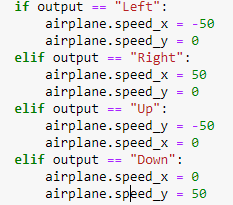 if output == "Left":
    airplane.speed_x = -50
    airplane.speed_y = 0
elif output == "Right":
    airplane.speed_x = 50
    airplane.speed_y = 0
elif output == "Up":
    airplane.speed_y = -50
    airplane.speed_x = 0
elif output == "Down":
    airplane.speed_x = 0
    airplane.speed_y = 50